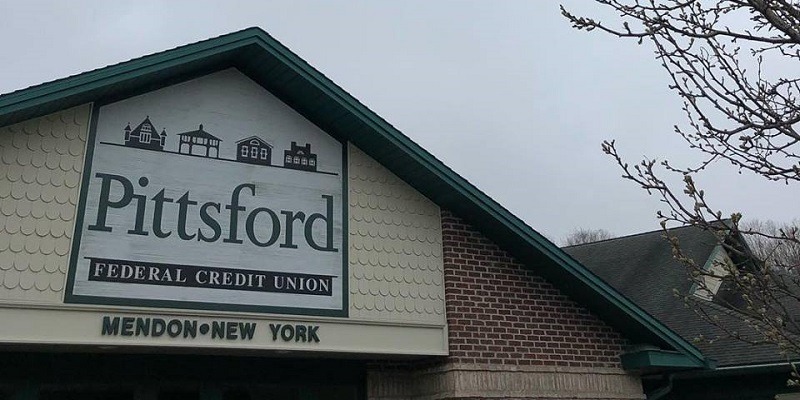 Pittsford
FEDERAL CREDIT UNION
MENDON•NEW YORK